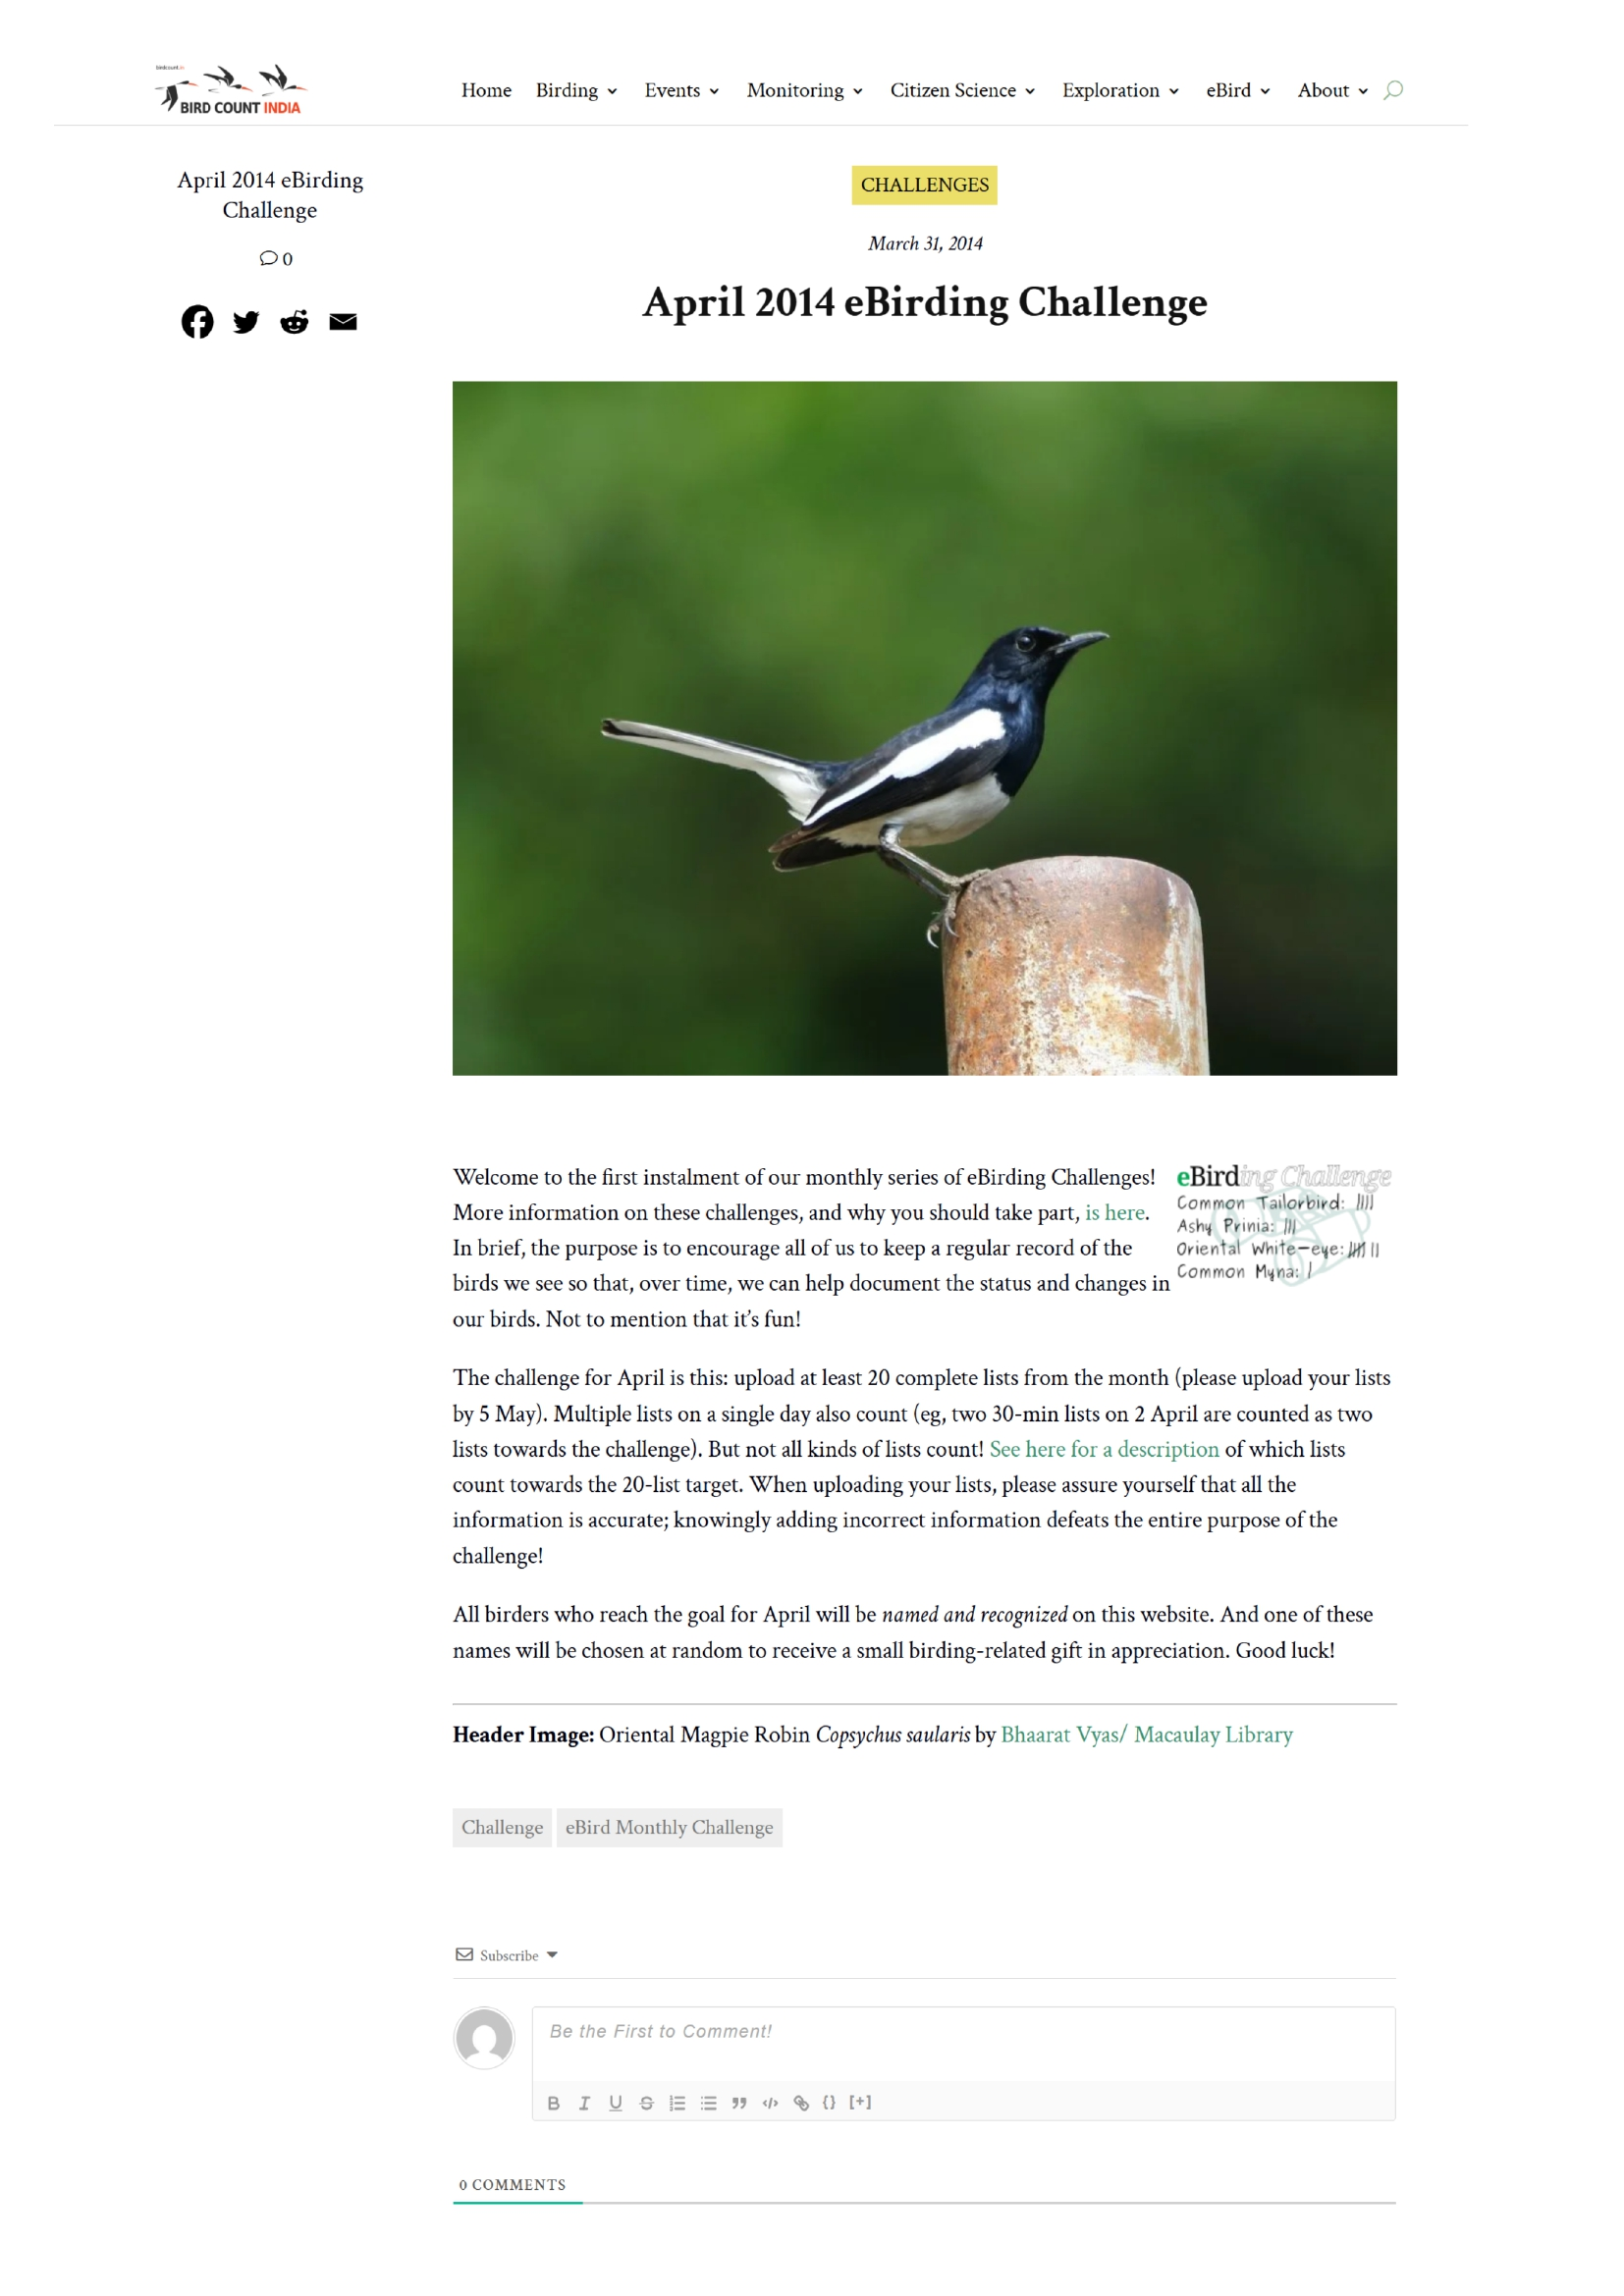 birdcount.in
BIRD COUNT INDIA
Home Birding Events Monitoring Citizen Science Exploration eBird About
April 2014 eBirding
Challenge
0
CHALLENGES
March 31, 2014
April 2014 eBirding Challenge
Welcome to the first instalment of our monthly series of eBirding Challenges!
More information on these challenges, and why you should take part, is here.
In brief, the purpose is to encourage all of us to keep a regular record of the
birds we see so that, over time, we can help document the status and changes in
our birds. Not to mention that it’s fun!
eBirding Challenge
Common Tailorbird: ||||
Ashy Prinia: |||
Oriental White-eye: |||| ||
Common Myna: |
The challenge for April is this: upload at least 20 complete lists from the month (please upload your lists
by 5 May). Multiple lists on a single day also count (eg, two 30-min lists on 2 April are counted as two
lists towards the challenge). But not all kinds of lists count! See here for a description of which lists
count towards the 20-list target. When uploading your lists, please assure yourself that all the
information is accurate; knowingly adding incorrect information defeats the entire purpose of the
challenge!
All birders who reach the goal for April will be named and recognized on this website. And one of these
names will be chosen at random to receive a small birding-related gift in appreciation. Good luck!
Header Image: Oriental Magpie Robin Copsychus saularis by Bhaarat Vyas/ Macaulay Library
Challenge eBird Monthly Challenge
Subscribe
Be the First to Comment!
B I U S </> {} [+]
0 COMMENTS